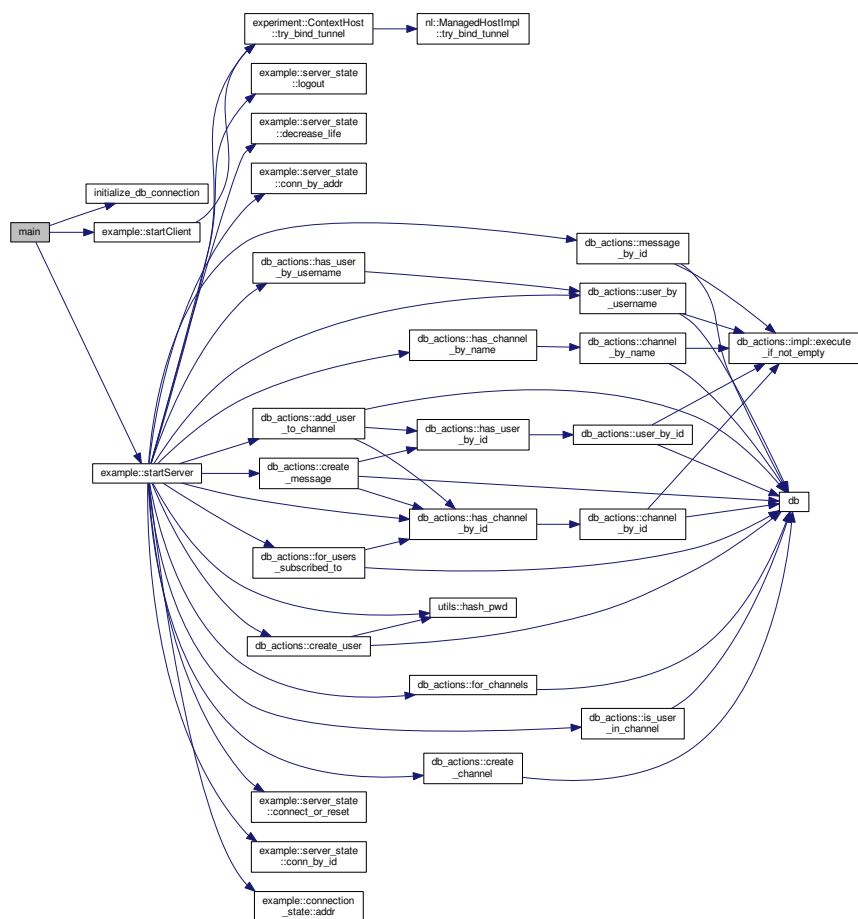 experiment::ContextHost
::try_bind_tunnel
nl::ManagedHostImpl
::try_bind_tunnel
example::server_state
::logout
example::server_state
::decrease_life
example::server_state
::conn_by_addr
initialize_db_connection
main
example::startClient
db_actions::message
_by_id
db_actions::has_user
_by_username
db_actions::user_by
_username
db_actions::has_channel
_by_name
db_actions::channel
_by_name
db_actions::impl::execute
_if_not_empty
db_actions::add_user
_to_channel
db_actions::has_user
_by_id
db_actions::user_by_id
example::startServer
db_actions::create
_message
db
db_actions::has_channel
_by_id
db_actions::channel
_by_id
db_actions::for_users
_subscribed_to
utils::hash_pwd
db_actions::create_user
db_actions::for_channels
db_actions::is_user
_in_channel
db_actions::create
_channel
example::server_state
::connect_or_reset
example::server_state
::conn_by_id
example::connection
_state::addr